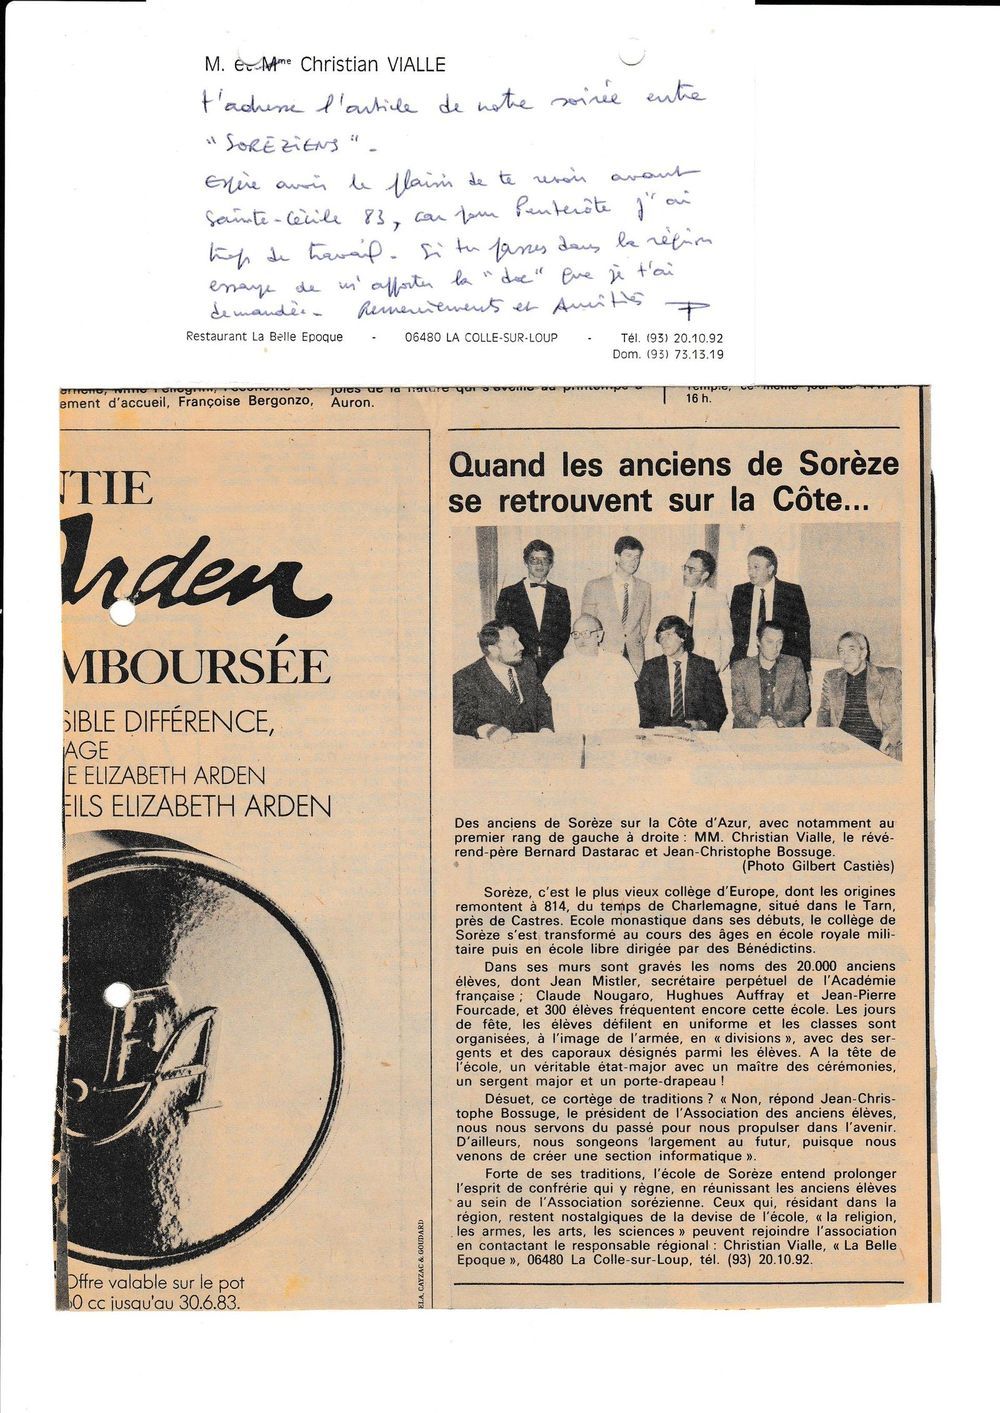 M. et Mme Christian VIALLE
t'adresse l'article de notre soirée entre
"SOREZIENS" -
Espère avoir le plaisir de te revoir avant
Sainte-Cécile 83, car pour Pentecôte j'ai
trop de travail. Si tu passes dans la région
essaye de m'apporter la "doc" que je t'ai
demandée - Remerciements et Amitiés
Restaurant La Belle Epoque - 06480 LA COLLE-SUR-LOUP - Tél. (93) 20.10.92
Dom. (93) 73.13.19
ement d'accueil, Françoise Bergonzo,
joies de la nature qui s'éveille au printemps à
Auron.
16 h.
NTIE
Arden
MBOURSÉE
SIBLE DIFFÉRENCE,
AGE
E ELIZABETH ARDEN
EILS ELIZABETH ARDEN
Offre valable sur le pot
50 cc jusqu'au 30.6.83.
ELA, CAYZAC & GOUDARD
Quand les anciens de Sorèze
se retrouvent sur la Côte...
Des anciens de Sorèze sur la Côte d'Azur, avec notamment au
premier rang de gauche à droite : MM. Christian Vialle, le révé-
rend-père Bernard Dastarac et Jean-Christophe Bossuge.
(Photo Gilbert Castiès)
Sorèze, c'est le plus vieux collège d'Europe, dont les origines
remontent à 814, du temps de Charlemagne, situé dans le Tarn,
près de Castres. Ecole monastique dans ses débuts, le collège de
Sorèze s'est transformé au cours des âges en école royale mili-
taire puis en école libre dirigée par des Bénédictins.
Dans ses murs sont gravés les noms des 20.000 anciens
élèves, dont Jean Mistler, secrétaire perpétuel de l'Académie
française ; Claude Nougaro, Hughues Auffray et Jean-Pierre
Fourcade, et 300 élèves fréquentent encore cette école. Les jours
de fête, les élèves défilent en uniforme et les classes sont
organisées, à l'image de l'armée, en « divisions », avec des ser-
gents et des caporaux désignés parmi les élèves. A la tête de
l'école, un véritable état-major avec un maître des cérémonies,
un sergent major et un porte-drapeau !
Désuet, ce cortège de traditions ? « Non, répond Jean-Chris-
tophe Bossuge, le président de l'Association des anciens élèves,
nous nous servons du passé pour nous propulser dans l'avenir.
D'ailleurs, nous songeons largement au futur, puisque nous
venons de créer une section informatique ».
Forte de ses traditions, l'école de Sorèze entend prolonger
l'esprit de confrérie qui y règne, en réunissant les anciens élèves
au sein de l'Association sorézienne. Ceux qui, résidant dans la
région, restent nostalgiques de la devise de l'école, « la religion,
les armes, les arts, les sciences » peuvent rejoindre l'association
en contactant le responsable régional : Christian Vialle, « La Belle
Epoque », 06480 La Colle-sur-Loup, tél. (93) 20.10.92.